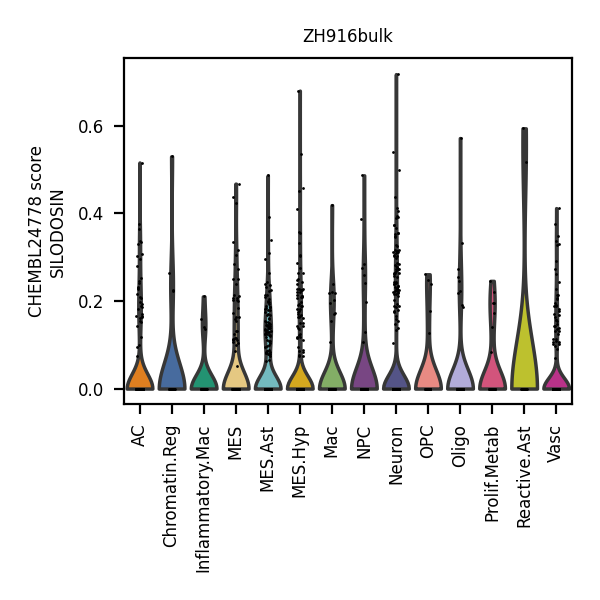 ZH916bulk
CHEMBL24778 score
SILODOSIN
0.6
0.4
0.2
0.0
AC
Chromatin.Reg
Inflammatory.Mac
MES
MES.Ast
MES.Hyp
Mac
NPC
Neuron
OPC
Oligo
Prolif.Metab
Reactive.Ast
Vasc